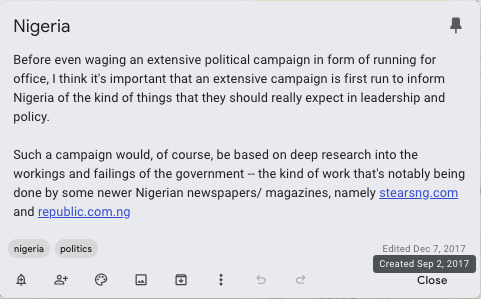 Nigeria
Before even waging an extensive political campaign in form of running for
office, I think it's important that an extensive campaign is first run to inform
Nigeria of the kind of things that they should really expect in leadership and
policy.
Such a campaign would, of course, be based on deep research into the
workings and failings of the government -- the kind of work that's notably being
done by some newer Nigerian newspapers/ magazines, namely stearsng.com
and republic.com.ng
nigeria politics
Edited Dec 7, 2017
Created Sep 2, 2017
Close